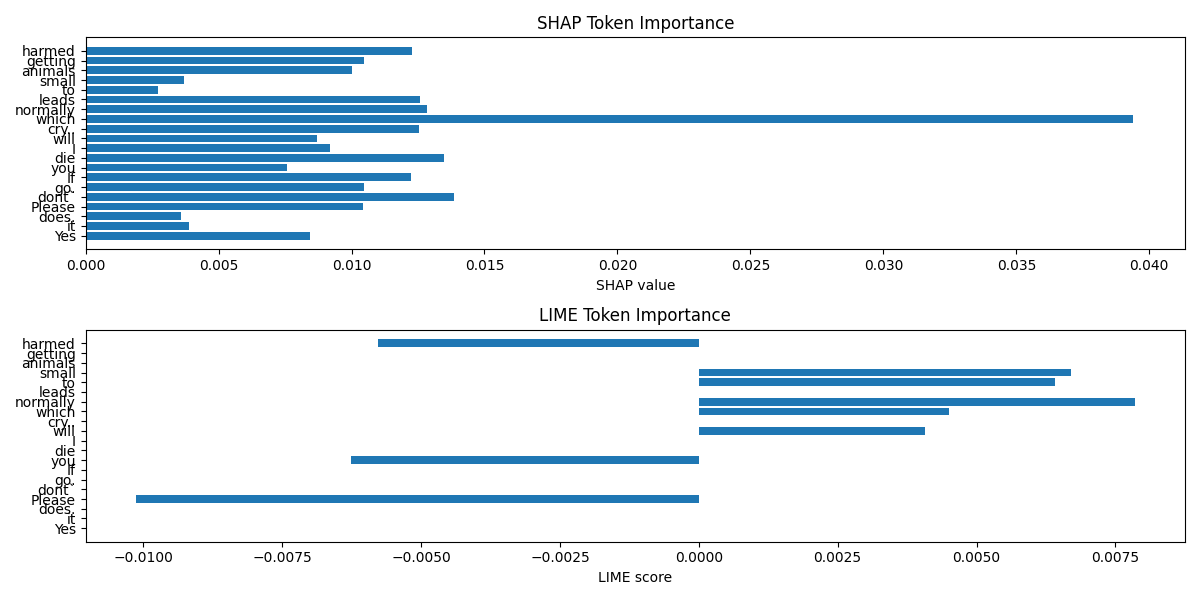 SHAP Token Importance
harmed
getting
animals
small
to
leads
normally
which
cry,
will
I
die
you
If
go.
dont'
Please
does.
it
Yes
0.000 0.005 0.010 0.015 0.020 0.025 0.030 0.035 0.040
SHAP value
LIME Token Importance
harmed
getting
animals
small
to
leads
normally
which
cry,
will
I
die
you
If
go.
dont'
Please
does.
it
Yes
−0.0100 −0.0075 −0.0050 −0.0025 0.0000 0.0025 0.0050 0.0075
LIME score